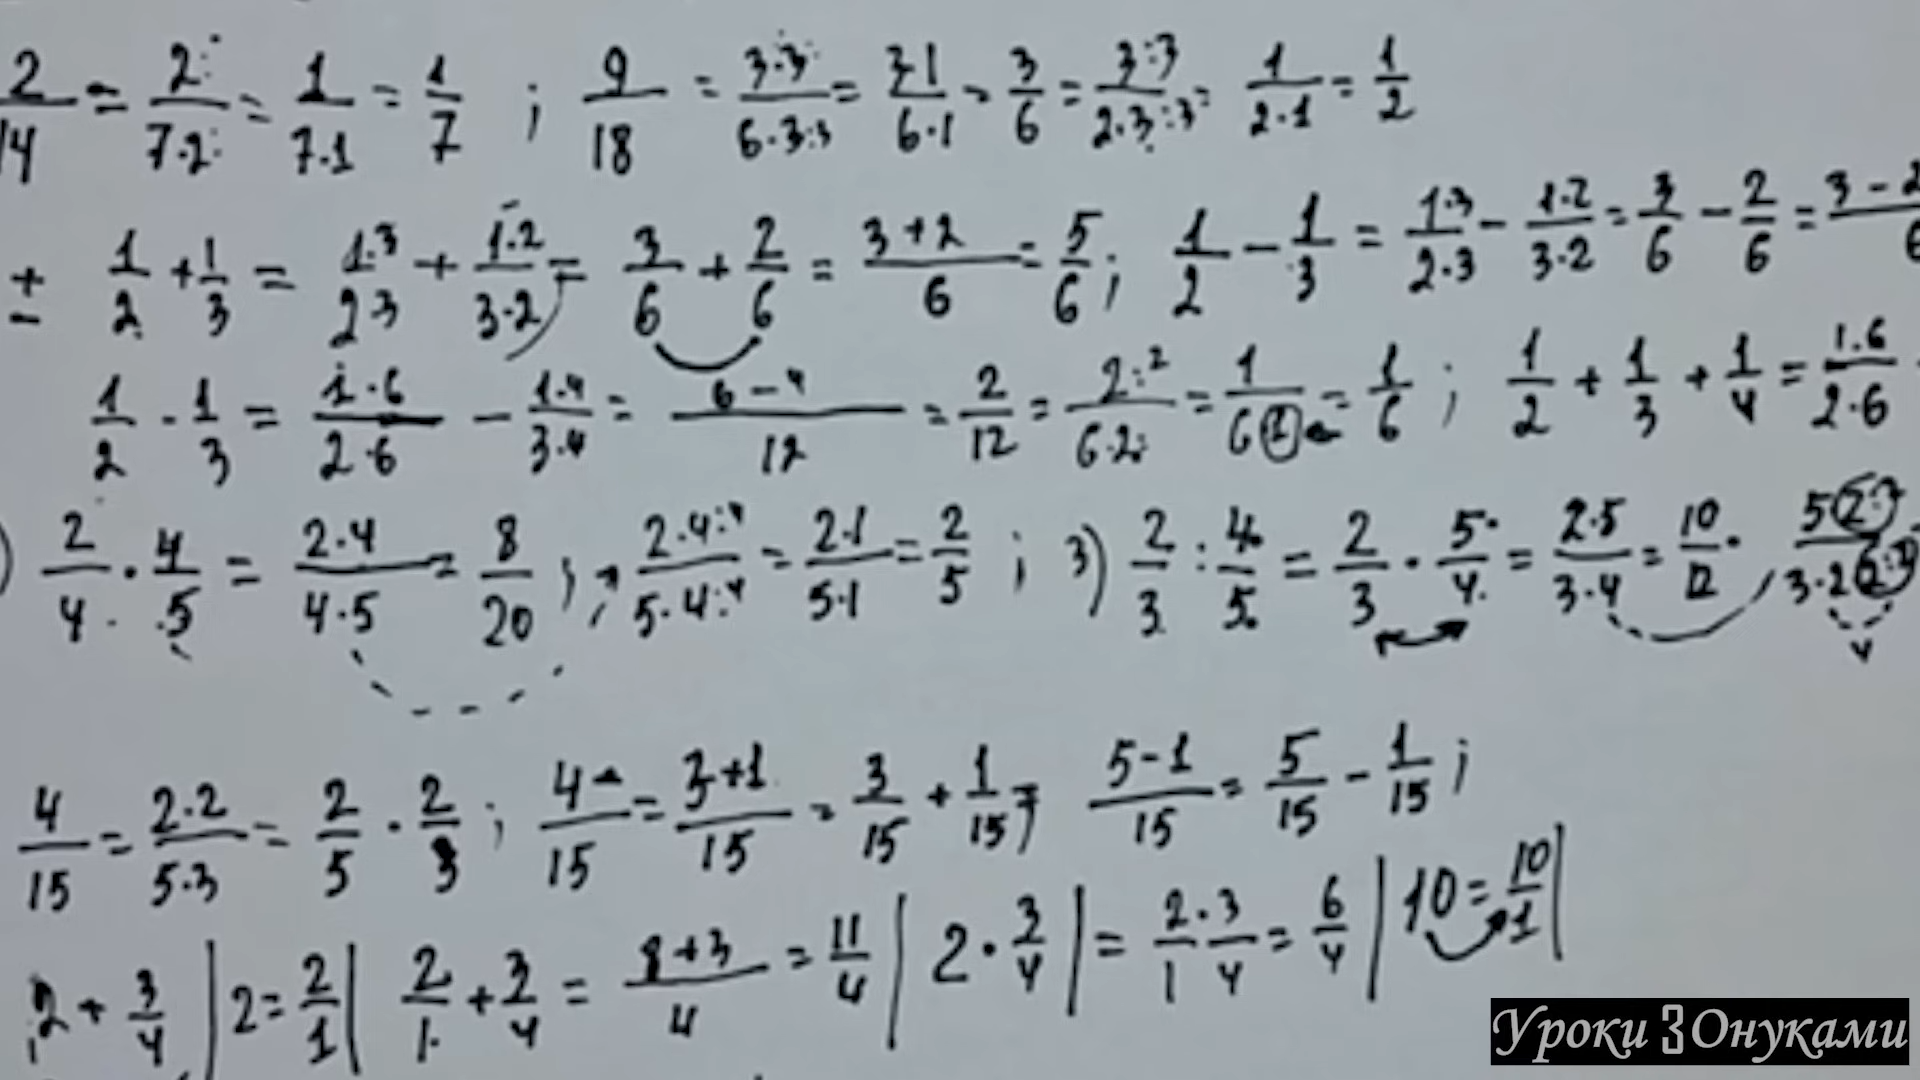 2/14 = 2:/7·2: = 1/7·1 = 1/7 ; 9/18 = 3·3:/6·3:3 = 3·1/6·1 = 3/6 = 3:3/2·3:3 = 1/2·1 = 1/2
± 1/2 + 1/3 = 1·3/2·3 + 1·2/3·2 = 3/6 + 2/6 = 3+2/6 = 5/6 ; 1/2 - 1/3 = 1·3/2·3 - 1·2/3·2 = 3/6 - 2/6 = 3-2/6
1/2 - 1/3 = 1·6/2·6 - 1·4/3·4 = 6-4/12 = 2/12 = 2:2/6·2: = 1/6·1 = 1/6 ; 1/2 + 1/3 + 1/4 = 1·6/2·6
) 2/4 · 4/5 = 2·4/4·5 = 8/20 ; 2·4:4/5·4:4 = 2·1/5·1 = 2/5 ; 3) 2/3 : 4/5 = 2/3 · 5/4 = 2·5/3·4 = 10/12
4/15 = 2·2/5·3 = 2/5 · 2/3 ; 4/15 = 3+1/15 = 3/15 + 1/15 ; 5-1/15 = 5/15 - 1/15 ;
2 + 3/4 | 2 = 2/1 | 2/1 + 3/4 = 8+3/4 = 11/4 | 2 · 3/4 | = 2/1 · 3/4 = 6/4 | 10 = 10/1 |
Уроки З Онуками